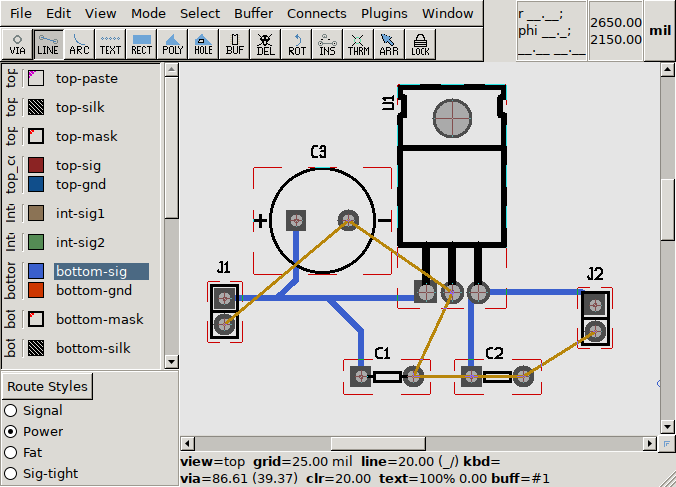 File Edit View Mode Select Buffer Connects Plugins Window
r __.__;
phi __._;
__.__ __.__
2650.00
2150.00
mil
VIA LINE ARC TEXT RECT POLY HOLE BUF DEL ROT INS THRM ARR LOCK
top top-paste
top top-silk
top top-mask
top-sig
top-gnd
int-sig1
int-sig2
bottom-sig
bottom-gnd
bot bottom-mask
bot bottom-silk
Route Styles
Signal
Power
Fat
Sig-tight
U1
C3
+ −
J1
J2
C1
C2
view=top grid=25.00 mil line=20.00 (_/) kbd=
via=86.61 (39.37) clr=20.00 text=100% 0.00 buff=#1